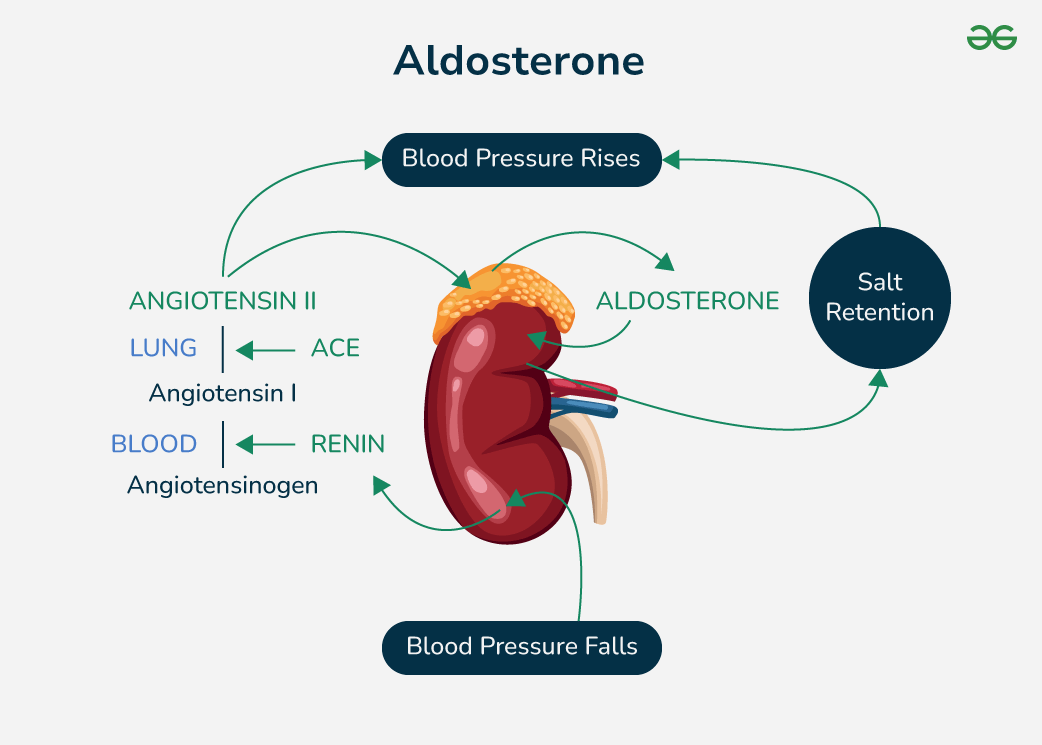 Aldosterone
Blood Pressure Rises
Salt
Retention
ANGIOTENSIN II
ALDOSTERONE
LUNG
ACE
Angiotensin I
BLOOD
RENIN
Angiotensinogen
Blood Pressure Falls